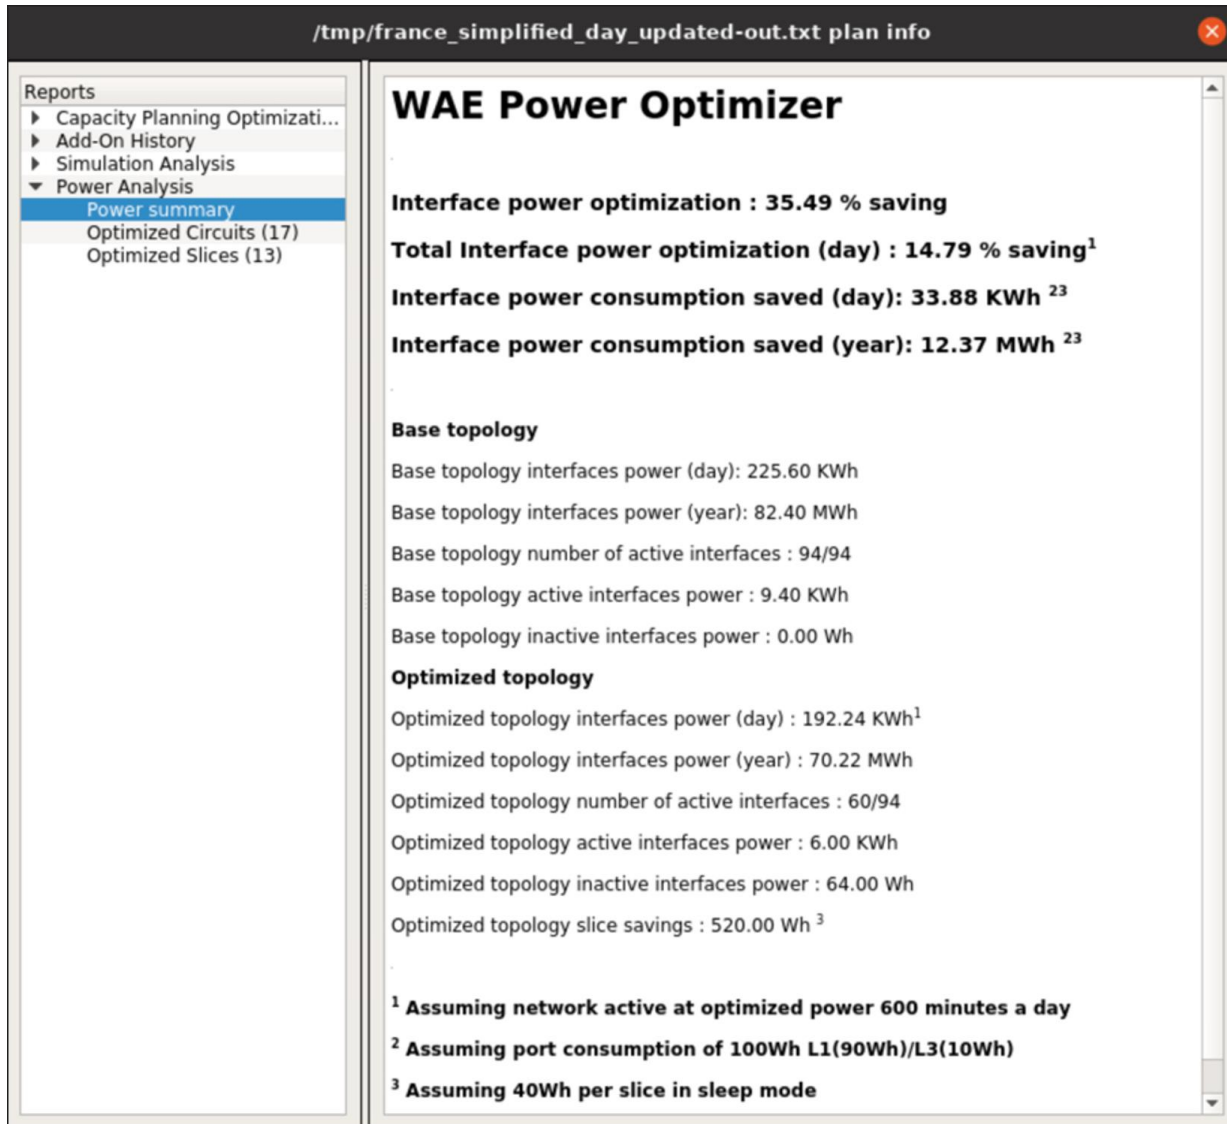 /tmp/france_simplified_day_updated-out.txt plan info
Reports
Capacity Planning Optimizati...
Add-On History
Simulation Analysis
Power Analysis
Power summary
Optimized Circuits (17)
Optimized Slices (13)
WAE Power Optimizer
Interface power optimization : 35.49 % saving
Total Interface power optimization (day) : 14.79 % saving¹
Interface power consumption saved (day): 33.88 KWh ²³
Interface power consumption saved (year): 12.37 MWh ²³
Base topology
Base topology interfaces power (day): 225.60 KWh
Base topology interfaces power (year): 82.40 MWh
Base topology number of active interfaces : 94/94
Base topology active interfaces power : 9.40 KWh
Base topology inactive interfaces power : 0.00 Wh
Optimized topology
Optimized topology interfaces power (day) : 192.24 KWh¹
Optimized topology interfaces power (year) : 70.22 MWh
Optimized topology number of active interfaces : 60/94
Optimized topology active interfaces power : 6.00 KWh
Optimized topology inactive interfaces power : 64.00 Wh
Optimized topology slice savings : 520.00 Wh ³
¹ Assuming network active at optimized power 600 minutes a day
² Assuming port consumption of 100Wh L1(90Wh)/L3(10Wh)
³ Assuming 40Wh per slice in sleep mode